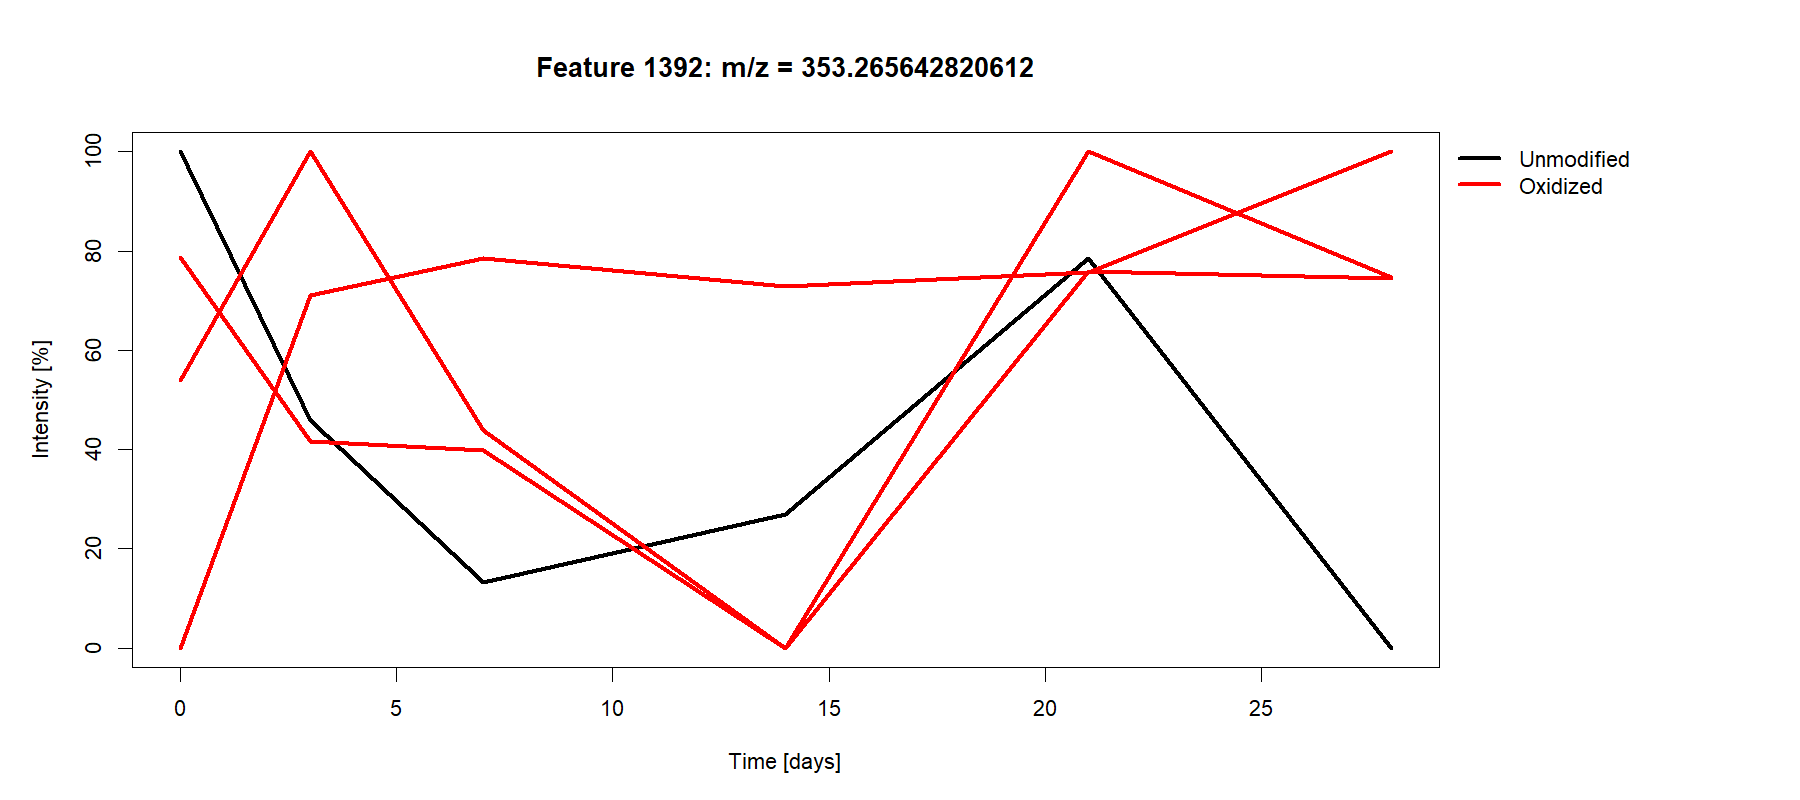 Feature 1392: m/z = 353.265642820612
Unmodified
Oxidized
Intensity [%]
100
80
60
40
20
0
0 5 10 15 20 25
Time [days]